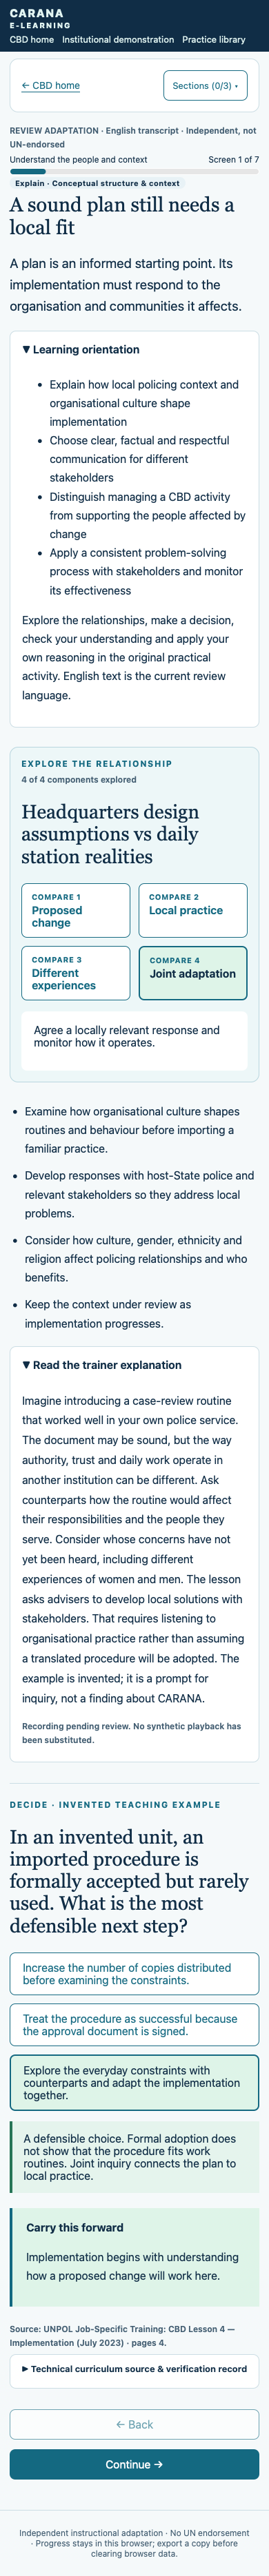 CARANA
E-LEARNING
CBD home Institutional demonstration Practice library
← CBD home
Sections (0/3) ▾
REVIEW ADAPTATION · English transcript · Independent, not
UN-endorsed
Understand the people and context Screen 1 of 7
Explain · Conceptual structure & context
A sound plan still needs a
local fit
A plan is an informed starting point. Its
implementation must respond to the
organisation and communities it affects.
▼ Learning orientation
• Explain how local policing context and
organisational culture shape
implementation
• Choose clear, factual and respectful
communication for different
stakeholders
• Distinguish managing a CBD activity
from supporting the people affected by
change
• Apply a consistent problem-solving
process with stakeholders and monitor
its effectiveness
Explore the relationships, make a decision,
check your understanding and apply your
own reasoning in the original practical
activity. English text is the current review
language.
EXPLORE THE RELATIONSHIP
4 of 4 components explored
Headquarters design
assumptions vs daily
station realities
COMPARE 1
Proposed
change
COMPARE 2
Local practice
COMPARE 3
Different
experiences
COMPARE 4
Joint adaptation
Agree a locally relevant response and
monitor how it operates.
• Examine how organisational culture shapes
routines and behaviour before importing a
familiar practice.
• Develop responses with host-State police and
relevant stakeholders so they address local
problems.
• Consider how culture, gender, ethnicity and
religion affect policing relationships and who
benefits.
• Keep the context under review as
implementation progresses.
▼ Read the trainer explanation
Imagine introducing a case-review routine
that worked well in your own police service.
The document may be sound, but the way
authority, trust and daily work operate in
another institution can be different. Ask
counterparts how the routine would affect
their responsibilities and the people they
serve. Consider whose concerns have not
yet been heard, including different
experiences of women and men. The lesson
asks advisers to develop local solutions with
stakeholders. That requires listening to
organisational practice rather than assuming
a translated procedure will be adopted. The
example is invented; it is a prompt for
inquiry, not a finding about CARANA.
Recording pending review. No synthetic playback has
been substituted.
DECIDE · INVENTED TEACHING EXAMPLE
In an invented unit, an
imported procedure is
formally accepted but rarely
used. What is the most
defensible next step?
Increase the number of copies distributed
before examining the constraints.
Treat the procedure as successful because
the approval document is signed.
Explore the everyday constraints with
counterparts and adapt the implementation
together.
A defensible choice. Formal adoption does
not show that the procedure fits work
routines. Joint inquiry connects the plan to
local practice.
Carry this forward
Implementation begins with understanding
how a proposed change will work here.
Source: UNPOL Job-Specific Training: CBD Lesson 4 —
Implementation (July 2023) · pages 4.
► Technical curriculum source & verification record
← Back
Continue →
Independent instructional adaptation · No UN endorsement
· Progress stays in this browser; export a copy before
clearing browser data.